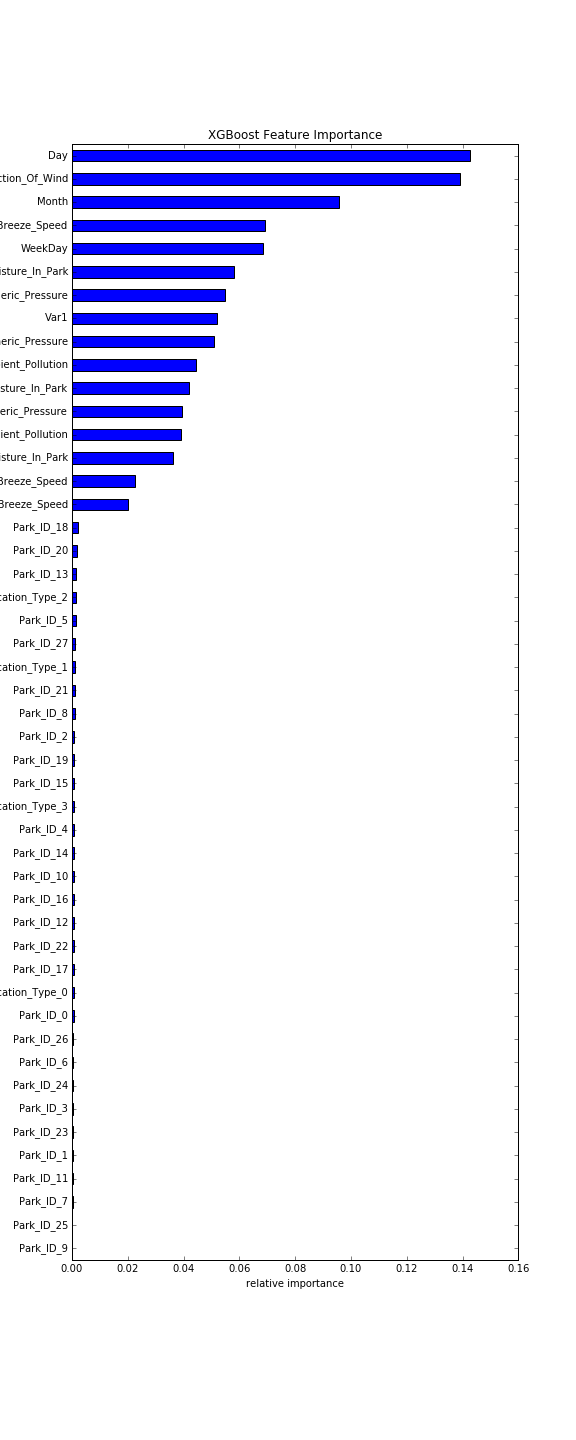 XGBoost Feature Importance
Day
ction_Of_Wind
Month
Breeze_Speed
WeekDay
isture_In_Park
eric_Pressure
Var1
eric_Pressure
ient_Pollution
sture_In_Park
eric_Pressure
ient_Pollution
isture_In_Park
Breeze_Speed
Breeze_Speed
Park_ID_18
Park_ID_20
Park_ID_13
cation_Type_2
Park_ID_5
Park_ID_27
cation_Type_1
Park_ID_21
Park_ID_8
Park_ID_2
Park_ID_19
Park_ID_15
cation_Type_3
Park_ID_4
Park_ID_14
Park_ID_10
Park_ID_16
Park_ID_12
Park_ID_22
Park_ID_17
cation_Type_0
Park_ID_0
Park_ID_26
Park_ID_6
Park_ID_24
Park_ID_3
Park_ID_23
Park_ID_1
Park_ID_11
Park_ID_7
Park_ID_25
Park_ID_9
0.00 0.02 0.04 0.06 0.08 0.10 0.12 0.14 0.16
relative importance